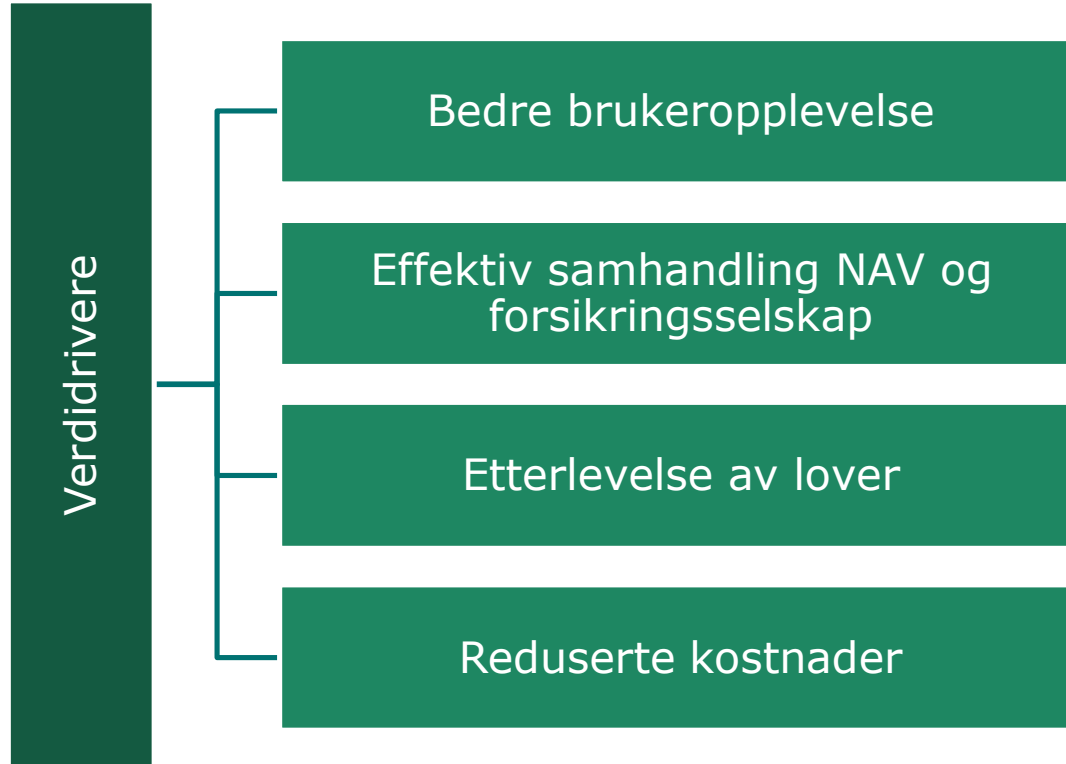 Verdidrivere
Bedre brukeropplevelse
Effektiv samhandling NAV og
forsikringsselskap
Etterlevelse av lover
Reduserte kostnader